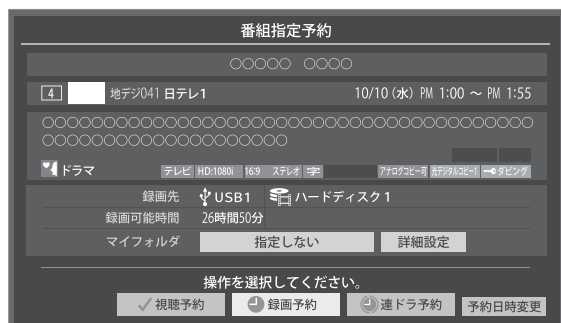 番組指定予約
○○○○○ ○○○○
4 地デジ041 日テレ1 10/10 (水) PM 1:00 ～ PM 1:55
○○○○○○○○○○○○○○○○○○○○○○○○○○○○○○○○○○○○○○○○
○○○○○○○○○○○○○○○○○○○○
ドラマ テレビ HD:1080i 16:9 ステレオ 字 アナログコピー可 光デジタルコピー1 ダビング
録画先 USB1 ハードディスク1
録画可能時間 26時間50分
マイフォルダ 指定しない 詳細設定
操作を選択してください。
視聴予約 録画予約 連ドラ予約 予約日時変更